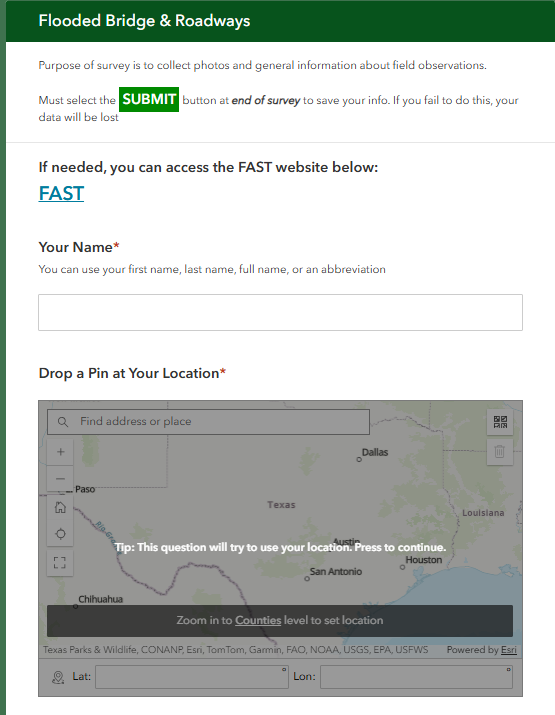 Flooded Bridge & Roadways
Purpose of survey is to collect photos and general information about field observations.
Must select the SUBMIT button at end of survey to save your info. If you fail to do this, your
data will be lost
If needed, you can access the FAST website below:
FAST
Your Name*
You can use your first name, last name, full name, or an abbreviation
Drop a Pin at Your Location*
Find address or place
Dallas
Paso
Texas
Louisiana
Austin
Tip: This question will try to use your location. Press to continue.
Houston
San Antonio
Chihuahua
Zoom in to Counties level to set location
Texas Parks & Wildlife, CONANP, Esri, TomTom, Garmin, FAO, NOAA, USGS, EPA, USFWS Powered by Esri
Lat: Lon: